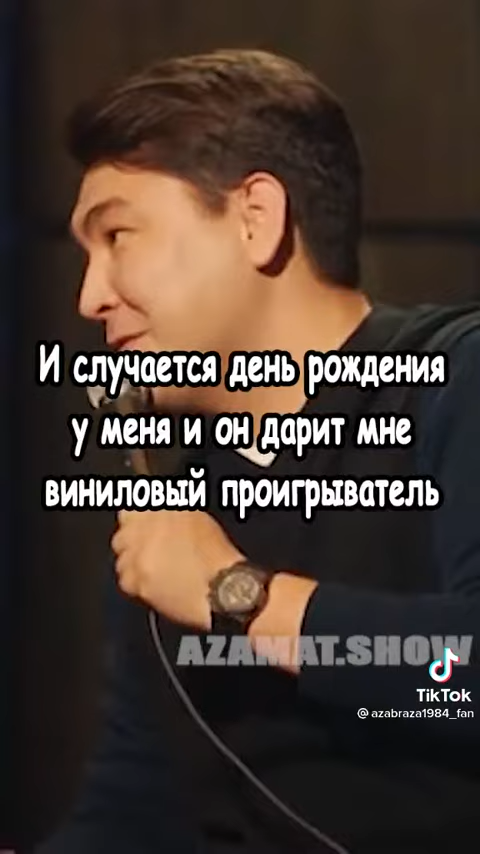 И случается день рождения
у меня и он дарит мне
виниловый проигрыватель
AZAMAT.SHOW
TikTok
@azabraza1984_fan